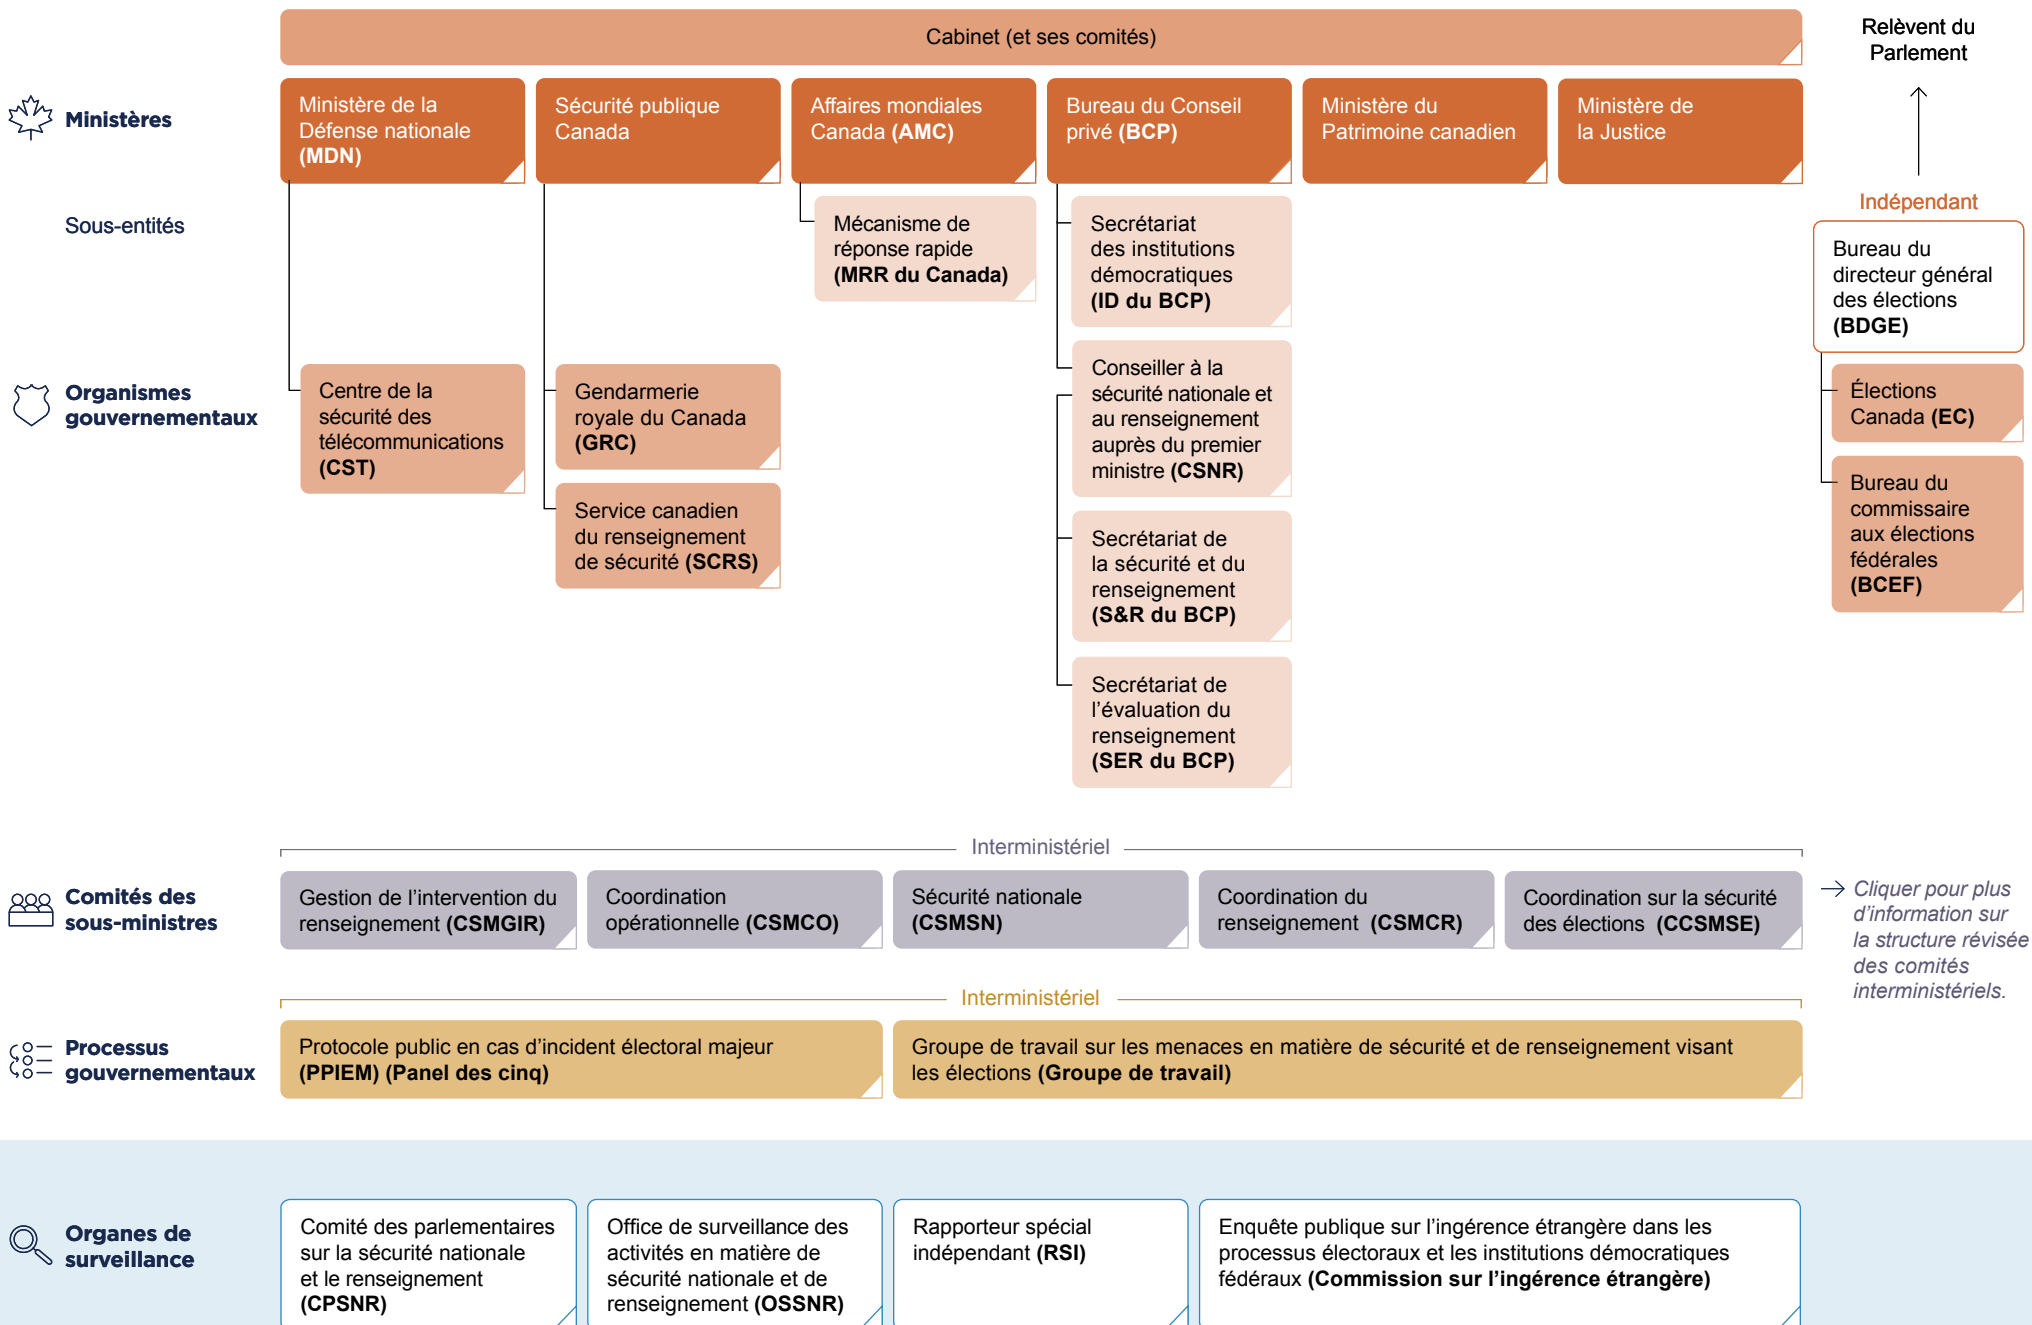 Cabinet (et ses comités)
Relèvent du
Parlement
Ministères
Ministère de la
Défense nationale
(MDN)
Sécurité publique
Canada
Affaires mondiales
Canada (AMC)
Bureau du Conseil
privé (BCP)
Ministère du
Patrimoine canadien
Ministère de
la Justice
Indépendant
Bureau du
directeur général
des élections
(BDGE)
Sous-entités
Mécanisme de
réponse rapide
(MRR du Canada)
Secrétariat
des institutions
démocratiques
(ID du BCP)
Organismes
gouvernementaux
Centre de la
sécurité des
télécommunications
(CST)
Gendarmerie
royale du Canada
(GRC)
Service canadien
du renseignement
de sécurité (SCRS)
Conseiller à la
sécurité nationale et
au renseignement
auprès du premier
ministre (CSNR)
Secrétariat de
la sécurité et du
renseignement
(S&R du BCP)
Secrétariat de
l'évaluation du
renseignement
(SER du BCP)
Élections
Canada (EC)
Bureau du
commissaire
aux élections
fédérales
(BCEF)
Interministériel
Comités des
sous-ministres
Gestion de l'intervention du
renseignement (CSMGIR)
Coordination
opérationnelle (CSMCO)
Sécurité nationale
(CSMSN)
Coordination du
renseignement (CSMCR)
Coordination sur la sécurité
des élections (CCSMSE)
Cliquer pour plus
d'information sur
la structure révisée
des comités
interministériels.
Interministériel
Processus
gouvernementaux
Protocole public en cas d'incident électoral majeur
(PPIEM) (Panel des cinq)
Groupe de travail sur les menaces en matière de sécurité et de renseignement visant
les élections (Groupe de travail)
Organes de
surveillance
Comité des parlementaires
sur la sécurité nationale
et le renseignement
(CPSNR)
Office de surveillance des
activités en matière de
sécurité nationale et de
renseignement (OSSNR)
Rapporteur spécial
indépendant (RSI)
Enquête publique sur l'ingérence étrangère dans les
processus électoraux et les institutions démocratiques
fédéraux (Commission sur l'ingérence étrangère)